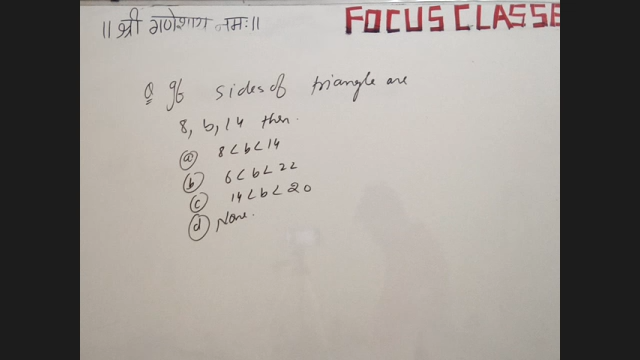 ॥ श्री गणेशाय नमः॥
FOCUS CLASSE
Q If sides of triangle are
8, b, 14 then.
(a) 8 < b < 14
(b) 6 < b < 22
(c) 14 < b < 20
(d) None.